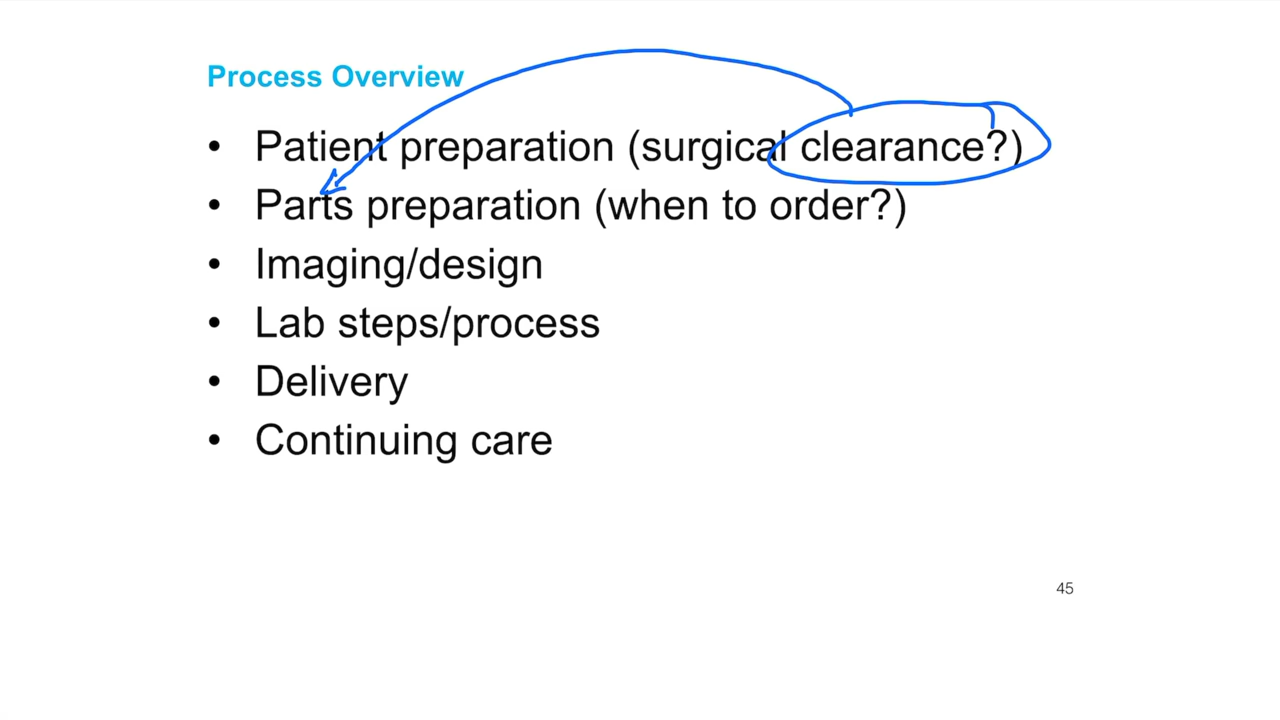 Process Overview
• Patient preparation (surgical clearance?)
• Parts preparation (when to order?)
• Imaging/design
• Lab steps/process
• Delivery
• Continuing care
45